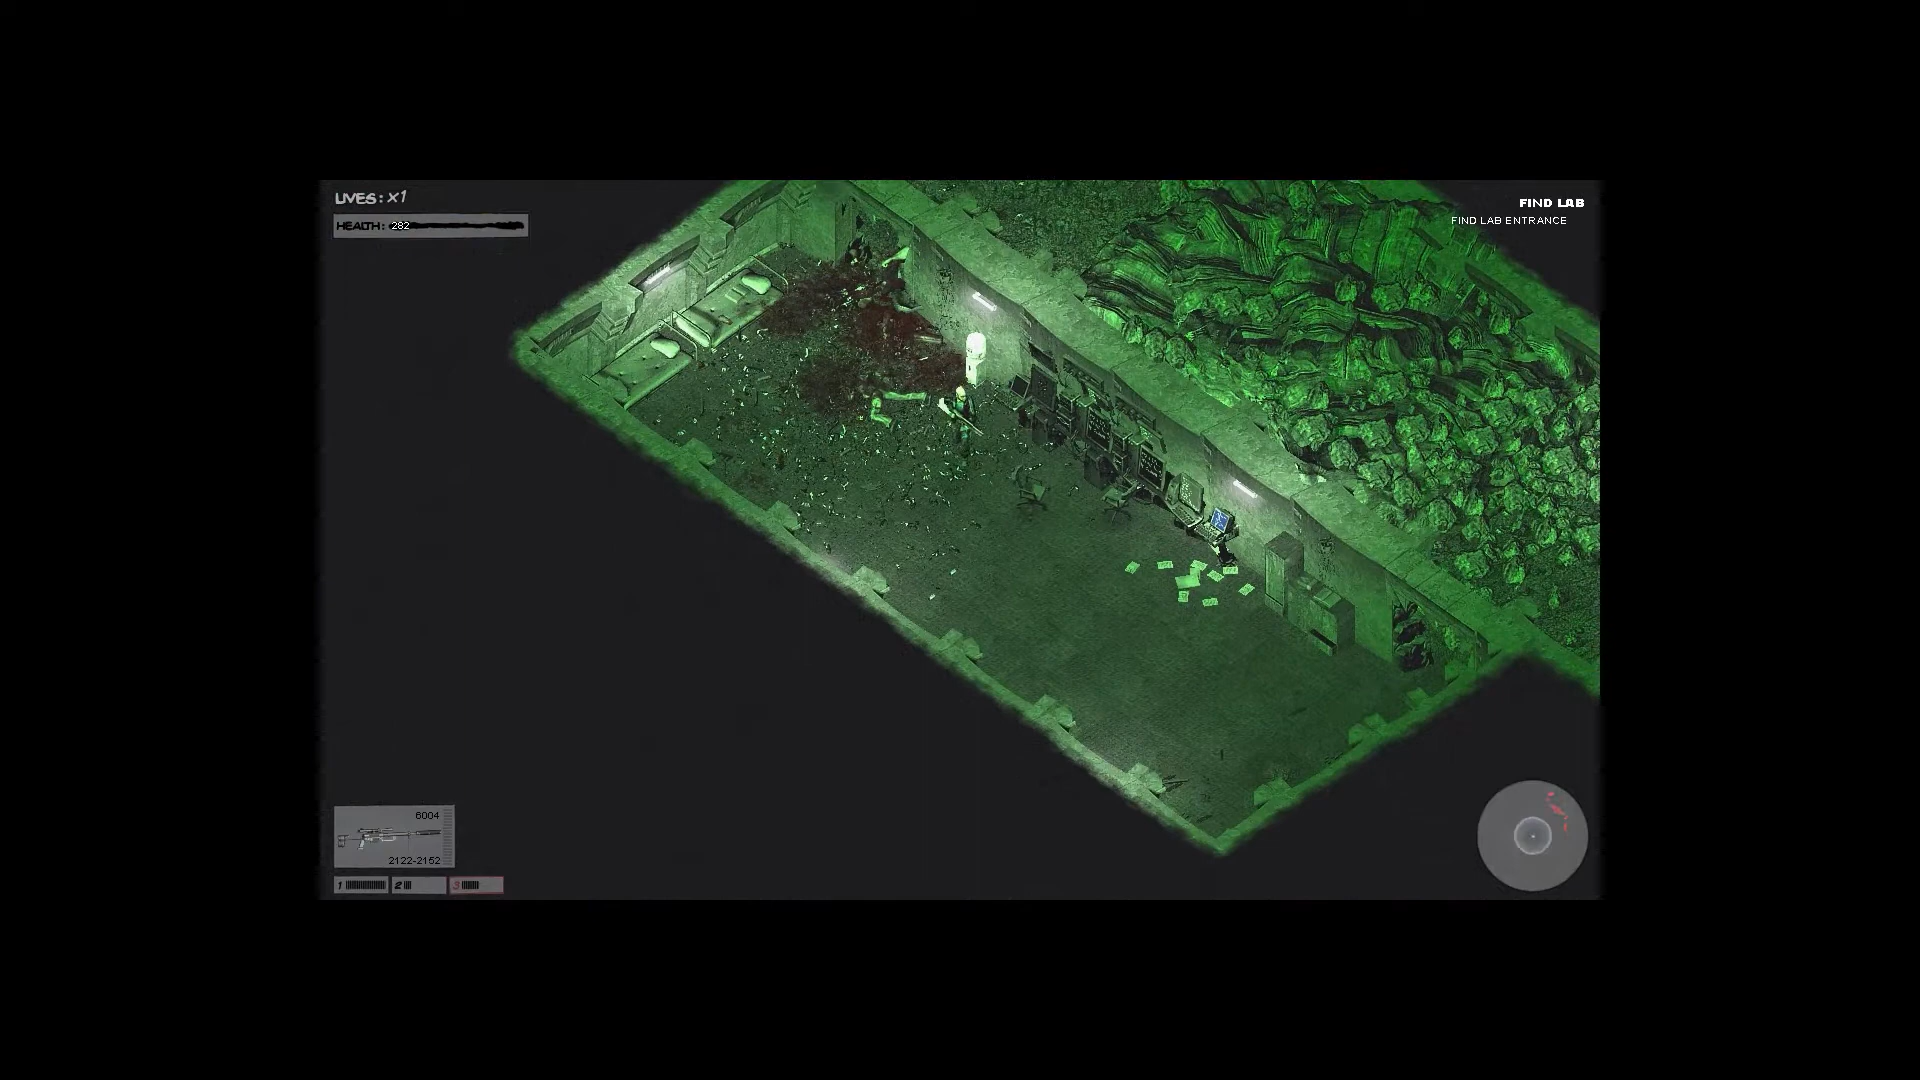 LIVES: x1
HEALTH: 282
FIND LAB
FIND LAB ENTRANCE
6004
2122-2152
1
2
3